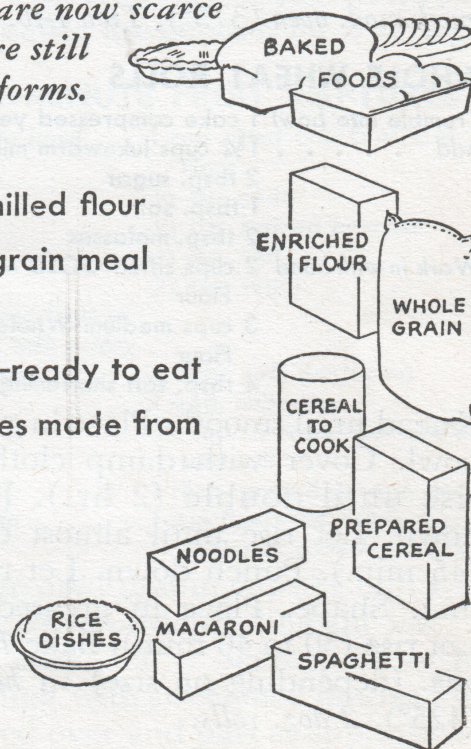 are now scarce
re still
forms.
nilled flour
grain meal
–ready to eat
es made from
BAKED
FOODS
ENRICHED
FLOUR
WHOLE
GRAIN
CEREAL
TO
COOK
PREPARED
CEREAL
NOODLES
RICE
DISHES
MACARONI
SPAGHETTI